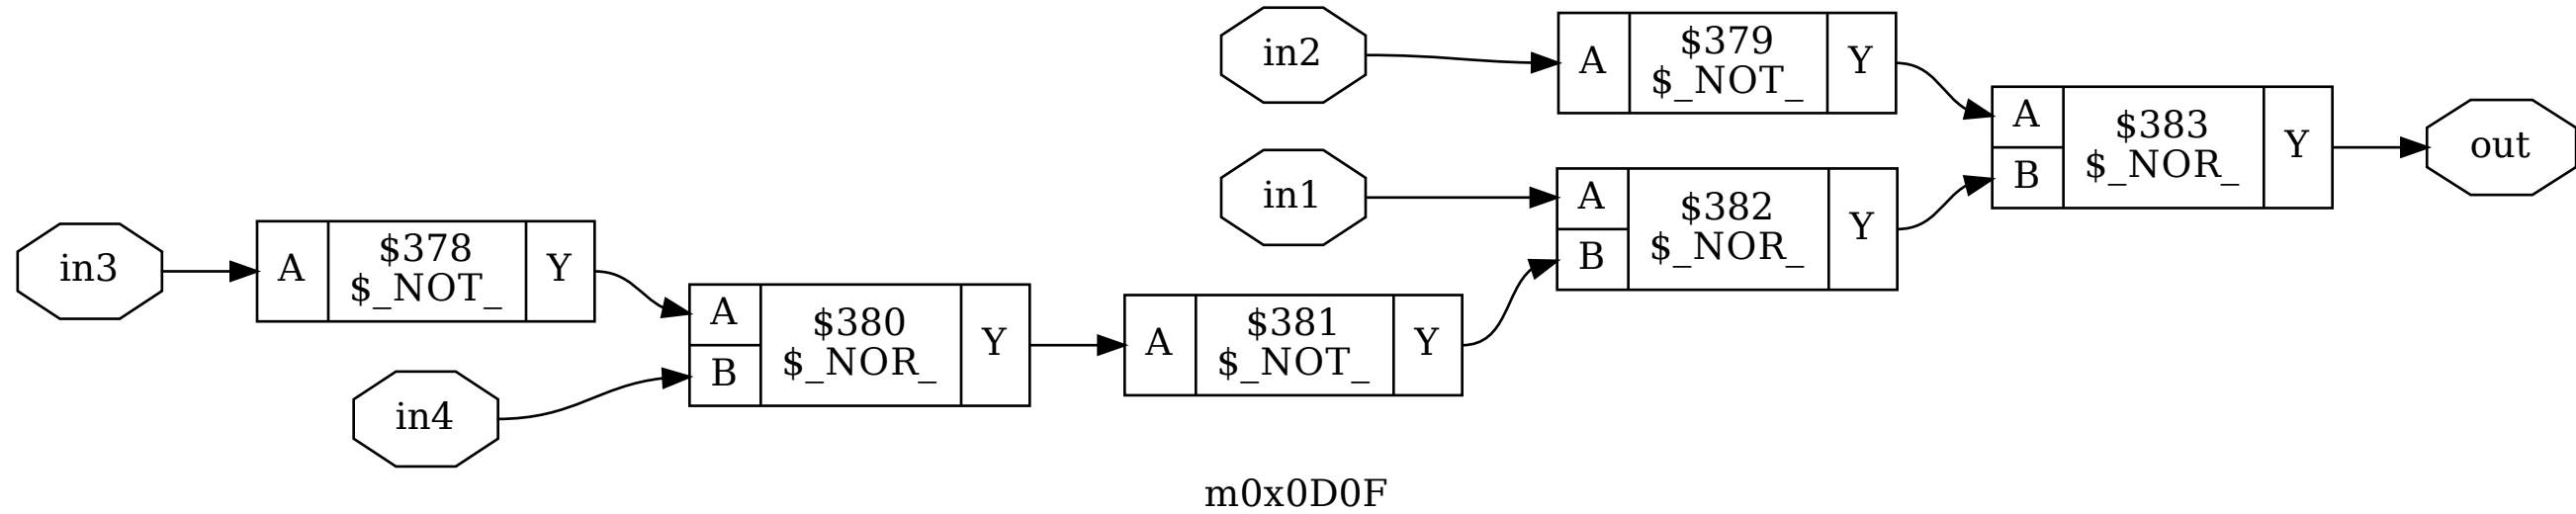 in2
A
$379
$_NOT_
Y
in1
A
B
$382
$_NOR_
Y
A
B
$383
$_NOR_
Y
out
in3
A
$378
$_NOT_
Y
in4
A
B
$380
$_NOR_
Y
A
$381
$_NOT_
Y
m0x0D0F